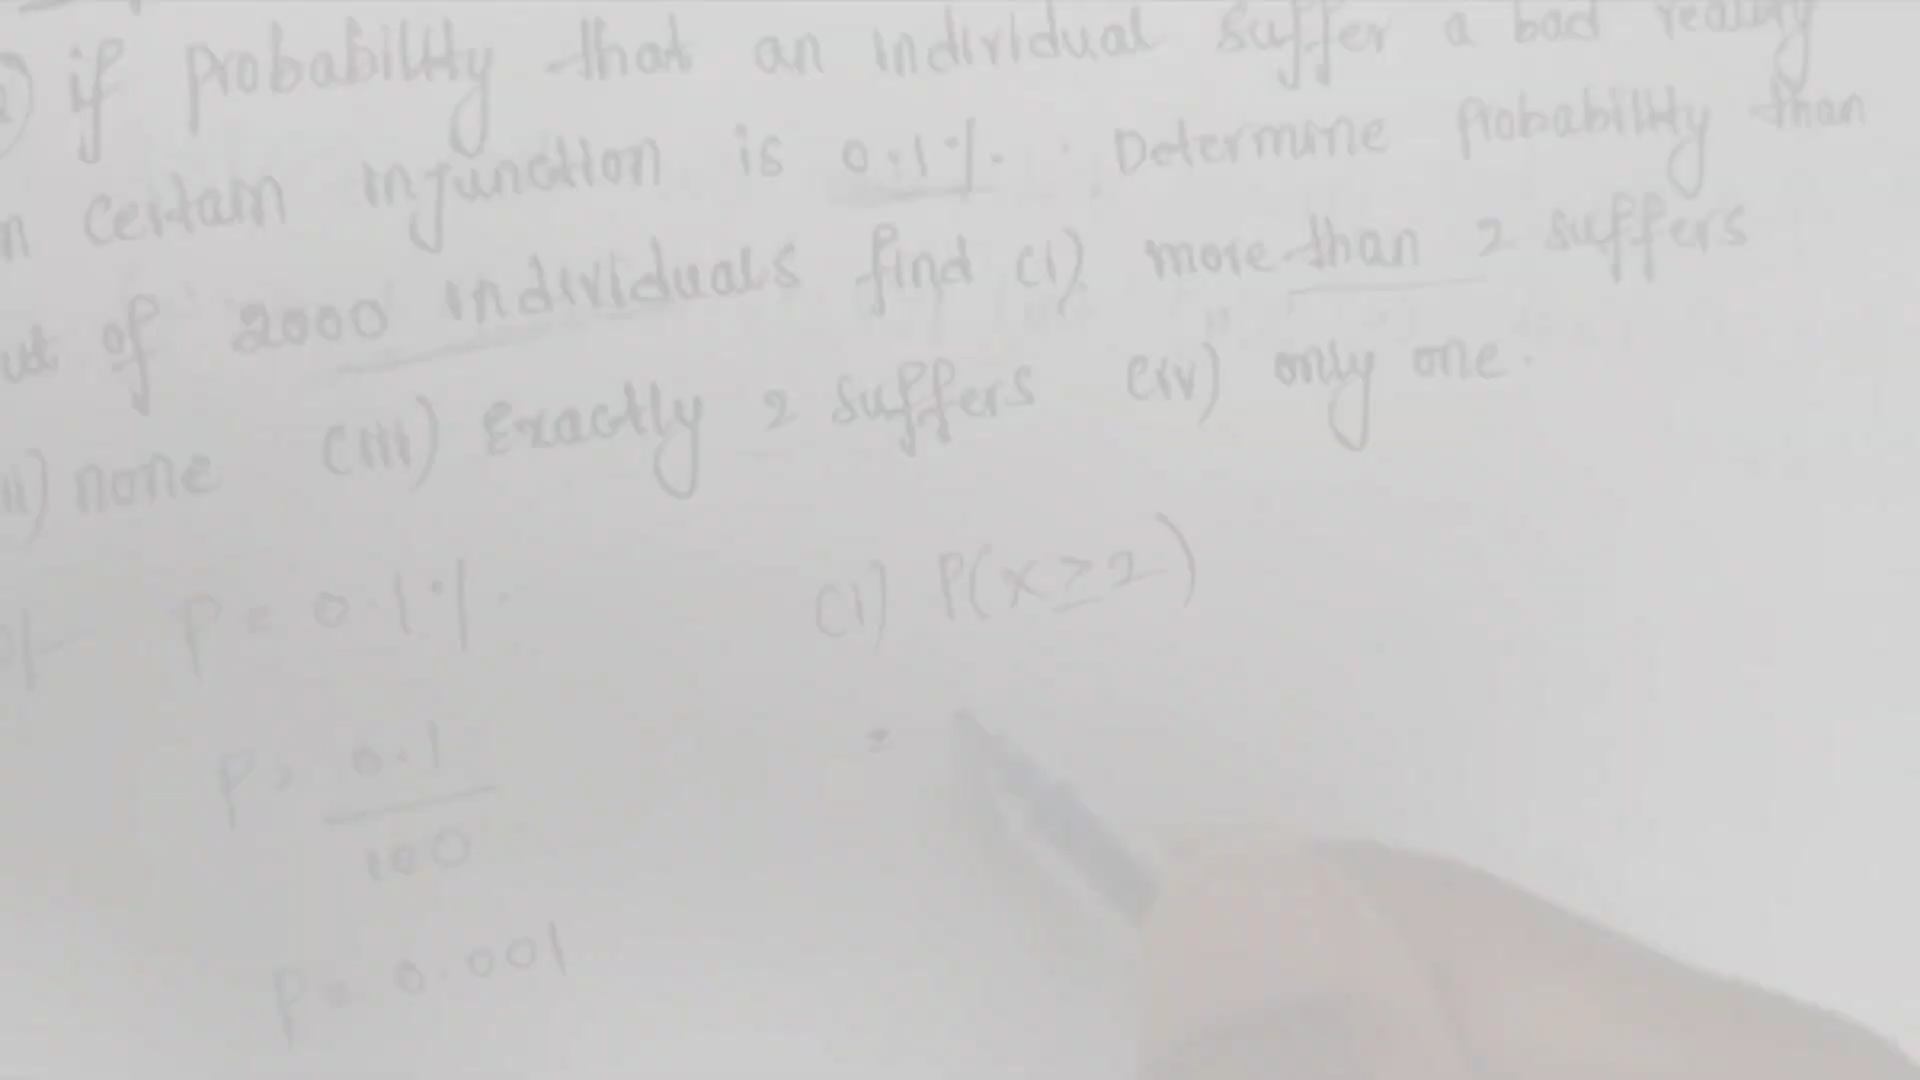 if probability that an individual suffer a bad reality
n certain injunction is 0.1%. Determine probability than
ut of 2000 individuals find (i) more than 2 suffers
ii) none (iii) Exactly 2 suffers (iv) only one.
P = 0.1%.
(i) P(x ≥ 2)
P = 0.1
100
=
P = 0.001